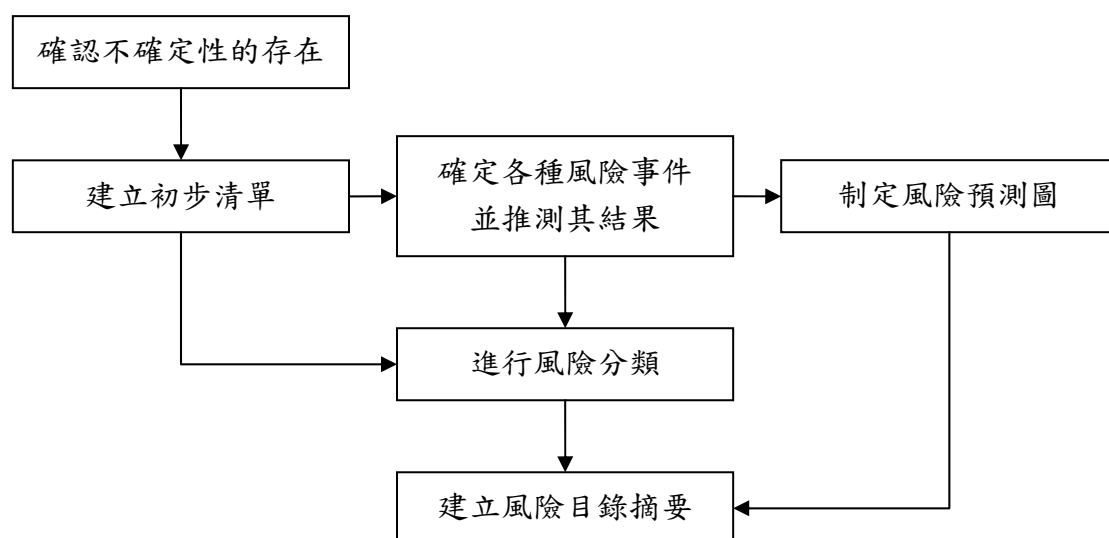 確認不確定性的存在
建立初步清單
確定各種風險事件
並推測其結果
制定風險預測圖
進行風險分類
建立風險目錄摘要